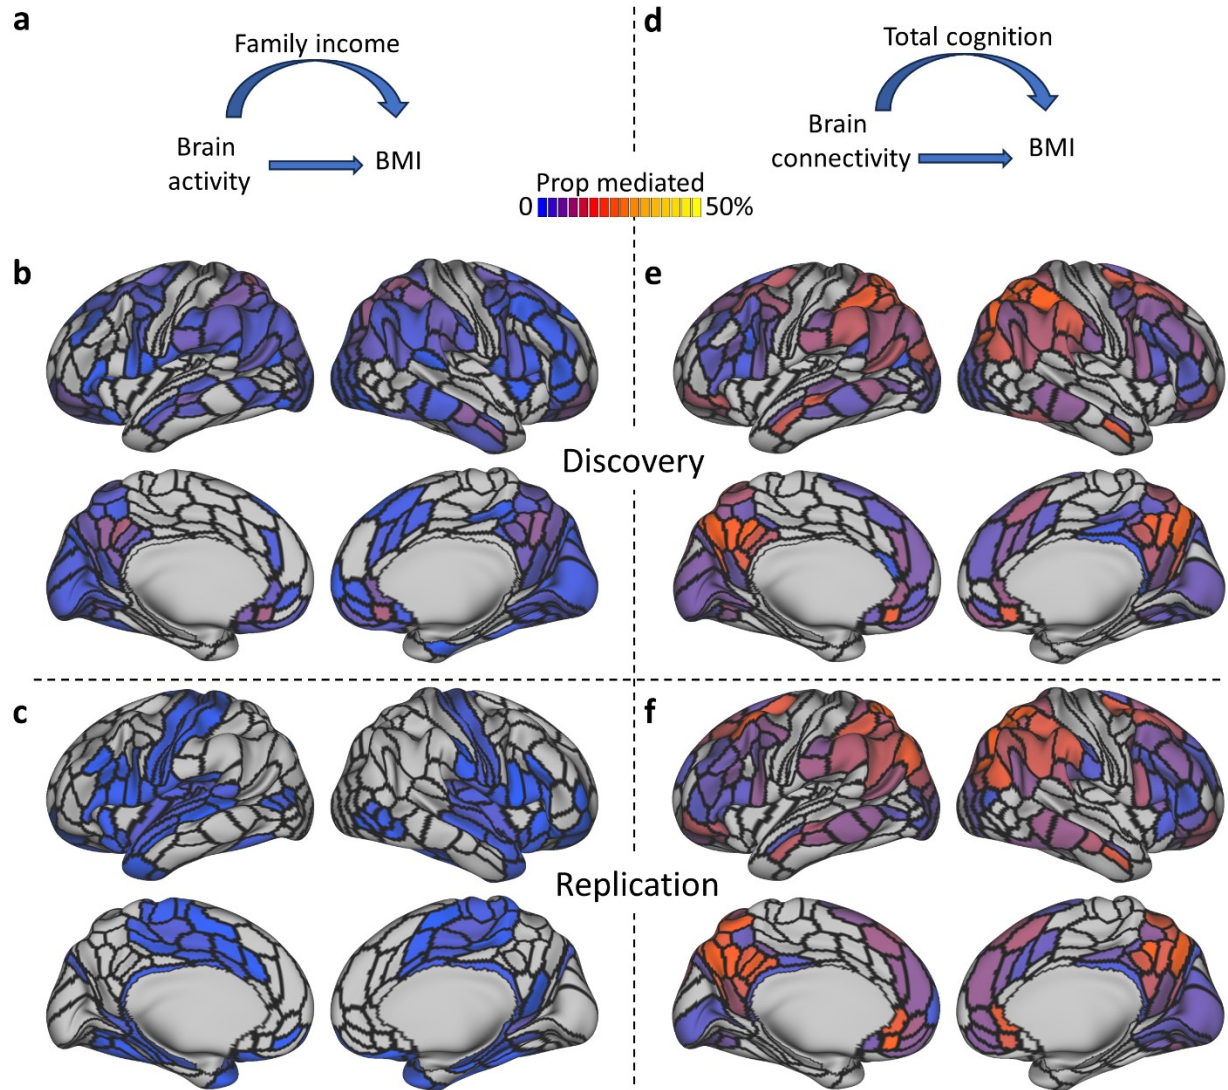 a
Family income
Brain
activity
BMI
d
Total cognition
Brain
connectivity
BMI
Prop mediated
0
50%
b
e
Discovery
c
f
Replication